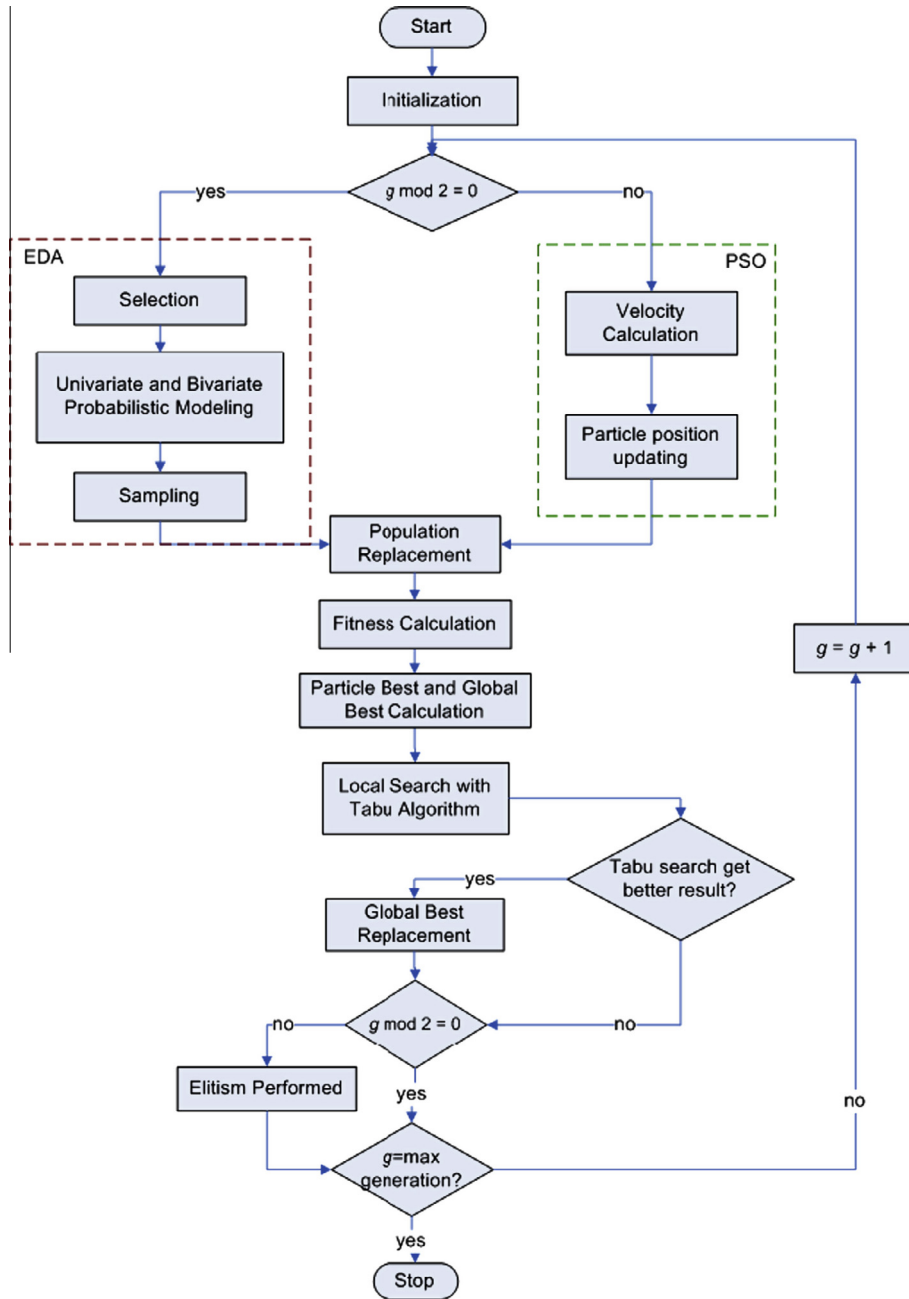 Start
Initialization
g mod 2 = 0
yes
no
EDA
PSO
Selection
Velocity
Calculation
Univariate and Bivariate
Probabilistic Modeling
Particle position
updating
Sampling
Population
Replacement
Fitness Calculation
g = g + 1
Particle Best and Global
Best Calculation
Local Search with
Tabu Algorithm
Tabu search get
better result?
yes
Global Best
Replacement
no
g mod 2 = 0
no
Elitism Performed
yes
no
g=max
generation?
yes
Stop